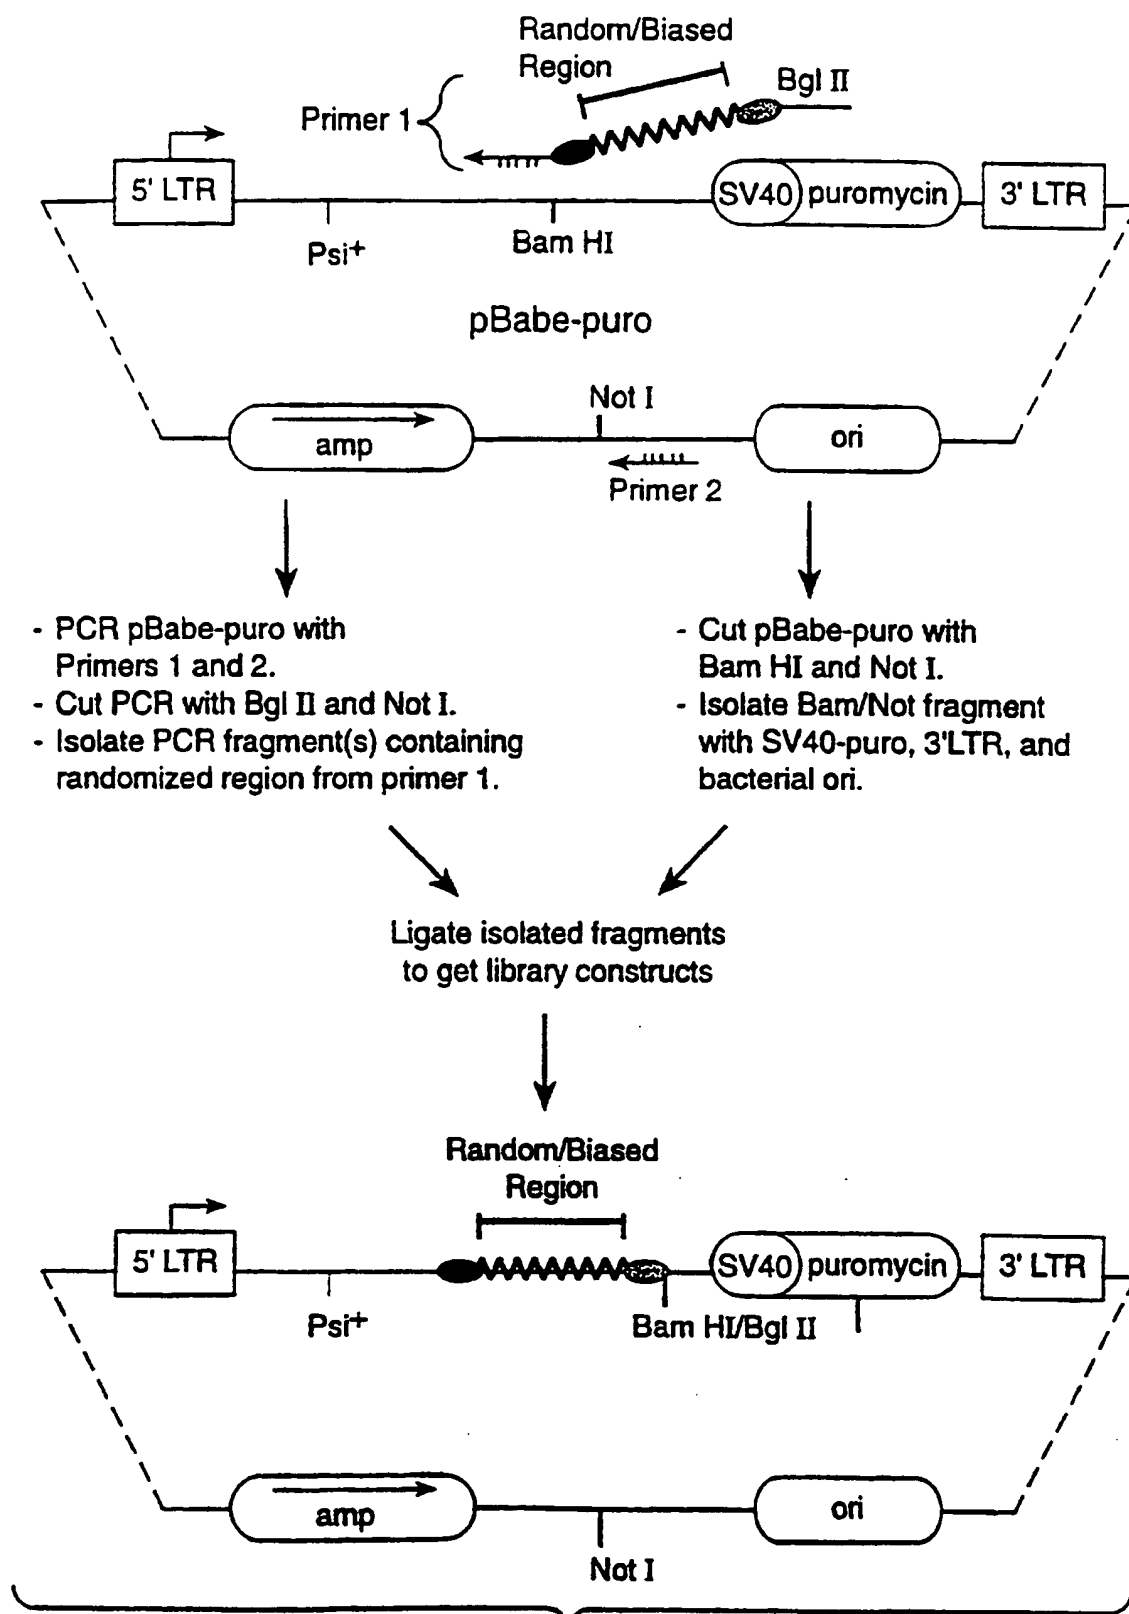 Random/Biased
Region
Bgl II
Primer 1
5' LTR
SV40
puromycin
3' LTR
Psi+
Bam HI
pBabe-puro
Not I
amp
ori
Primer 2
- PCR pBabe-puro with
Primers 1 and 2.
- Cut PCR with Bgl II and Not I.
- Isolate PCR fragment(s) containing
randomized region from primer 1.
- Cut pBabe-puro with
Bam HI and Not I.
- Isolate Bam/Not fragment
with SV40-puro, 3'LTR, and
bacterial ori.
Ligate isolated fragments
to get library constructs
Random/Biased
Region
5' LTR
SV40
puromycin
3' LTR
Psi+
Bam HI/Bgl II
amp
ori
Not I